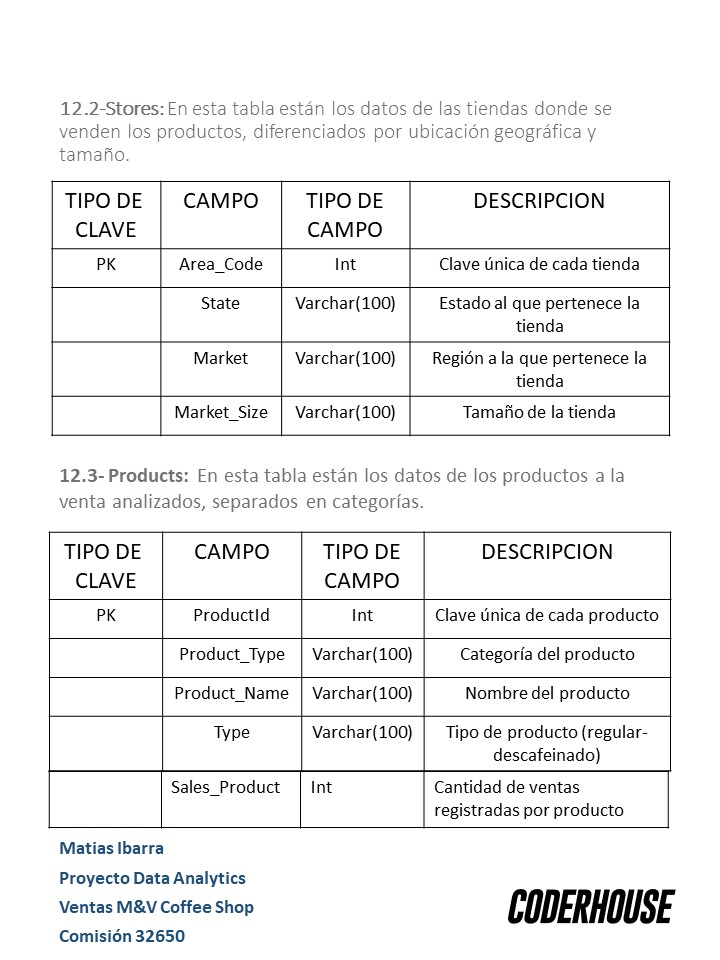 12.2-Stores: En esta tabla están los datos de las tiendas donde se
venden los productos, diferenciados por ubicación geográfica y
tamaño.
TIPO DE CLAVE CAMPO TIPO DE CAMPO DESCRIPCION
PK Area_Code Int Clave única de cada tienda
State Varchar(100) Estado al que pertenece la tienda
Market Varchar(100) Región a la que pertenece la tienda
Market_Size Varchar(100) Tamaño de la tienda
12.3- Products: En esta tabla están los datos de los productos a la
venta analizados, separados en categorías.
TIPO DE CLAVE CAMPO TIPO DE CAMPO DESCRIPCION
PK ProductId Int Clave única de cada producto
Product_Type Varchar(100) Categoría del producto
Product_Name Varchar(100) Nombre del producto
Type Varchar(100) Tipo de producto (regular-descafeinado)
Sales_Product Int Cantidad de ventas registradas por producto
Matias Ibarra
Proyecto Data Analytics
Ventas M&V Coffee Shop
Comisión 32650
CODERHOUSE